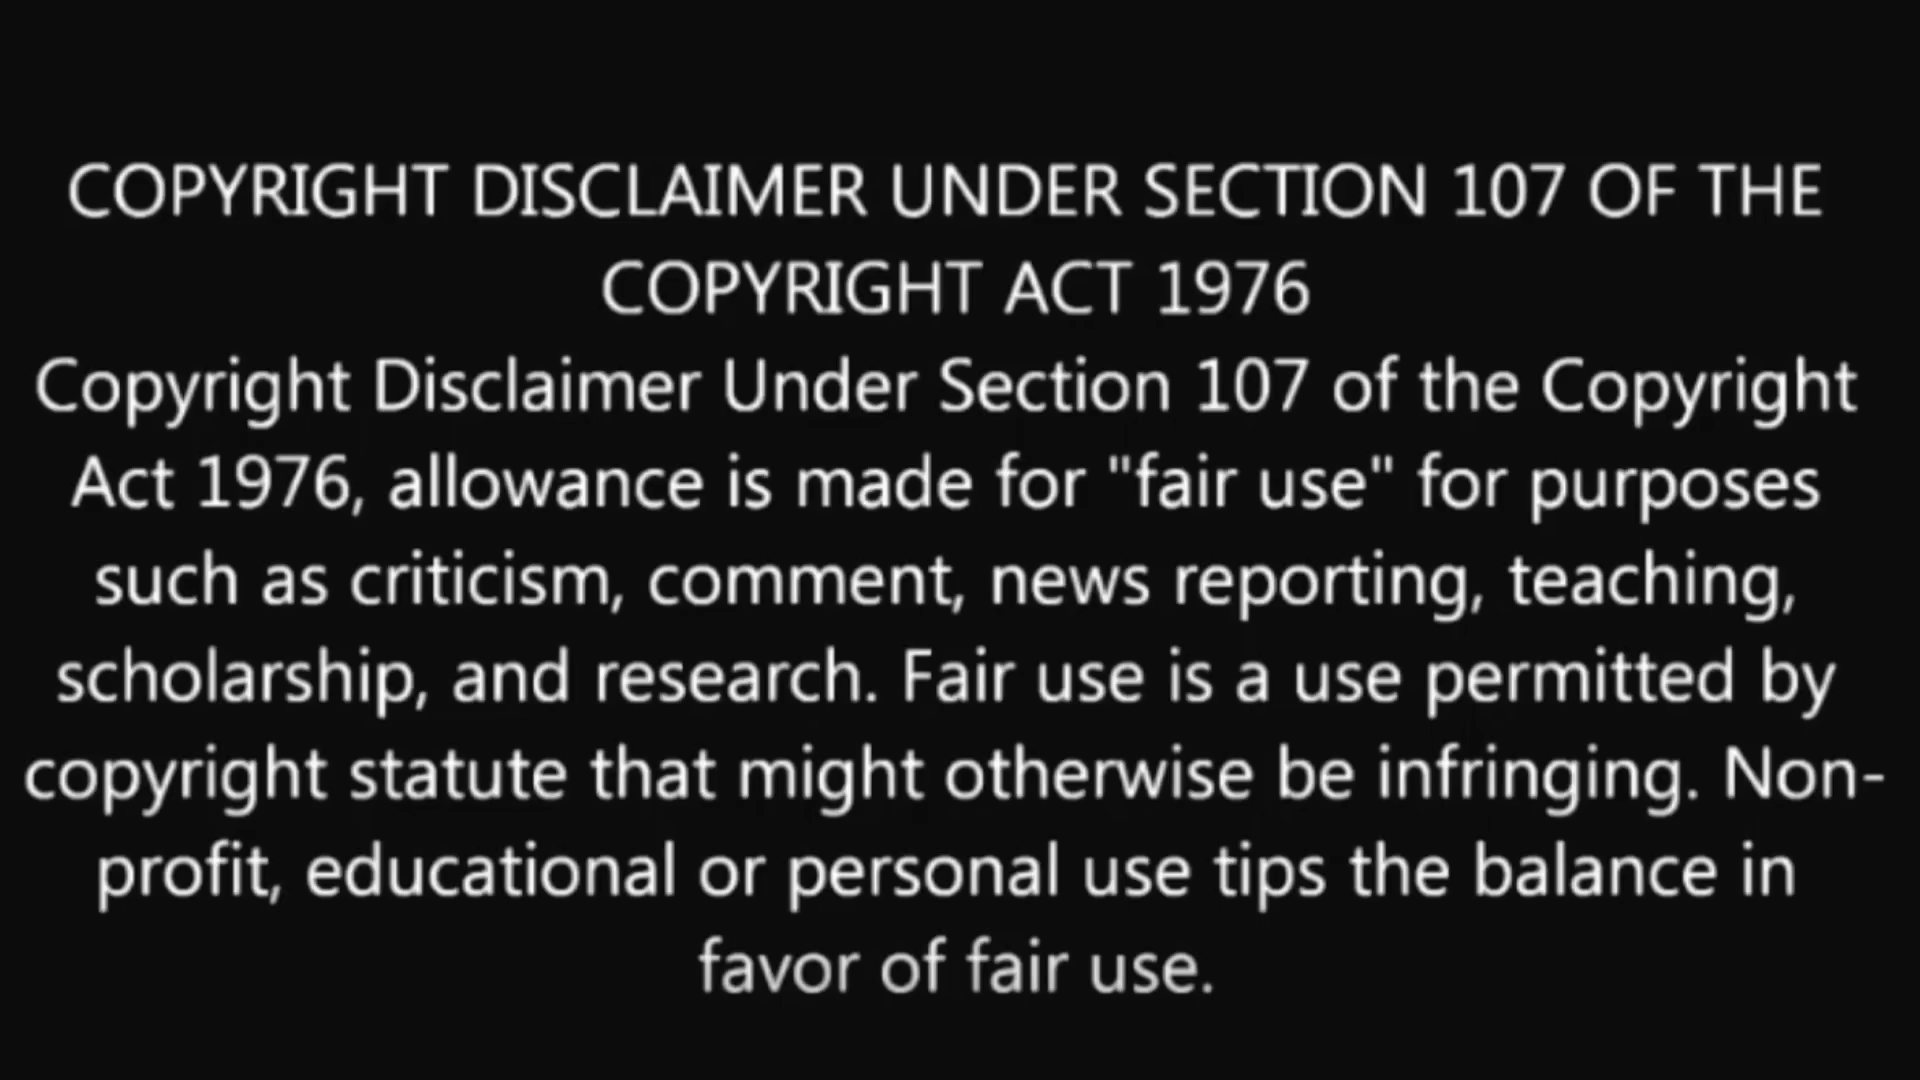 COPYRIGHT DISCLAIMER UNDER SECTION 107 OF THE
COPYRIGHT ACT 1976
Copyright Disclaimer Under Section 107 of the Copyright
Act 1976, allowance is made for "fair use" for purposes
such as criticism, comment, news reporting, teaching,
scholarship, and research. Fair use is a use permitted by
copyright statute that might otherwise be infringing. Non-
profit, educational or personal use tips the balance in
favor of fair use.